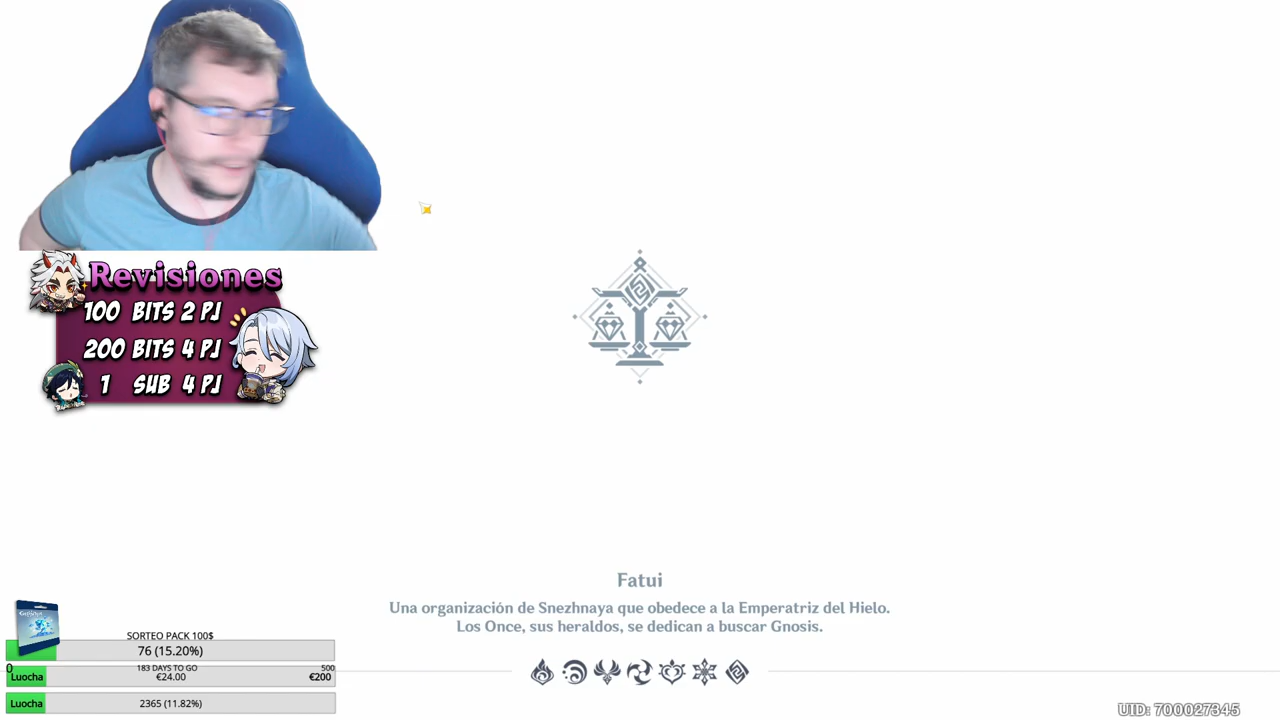 Revisiones
100 BITS 2 PJ
200 BITS 4 PJ
1 SUB 4 PJ
Fatui
Una organización de Snezhnaya que obedece a la Emperatriz del Hielo.
Los Once, sus heraldos, se dedican a buscar Gnosis.
SORTEO PACK 100$
76 (15.20%)
0 183 DAYS TO GO 500
Luocha €24.00 €200
Luocha 2365 (11.82%)
UID: 700027345